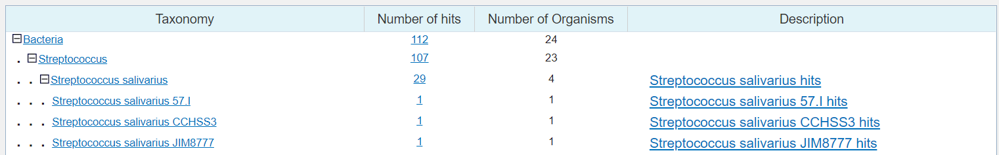 Taxonomy Number of hits Number of Organisms Description
Bacteria 112 24
. Streptococcus 107 23
. . Streptococcus salivarius 29 4 Streptococcus salivarius hits
. . . Streptococcus salivarius 57.I 1 1 Streptococcus salivarius 57.I hits
. . . Streptococcus salivarius CCHSS3 1 1 Streptococcus salivarius CCHSS3 hits
. . . Streptococcus salivarius JIM8777 1 1 Streptococcus salivarius JIM8777 hits